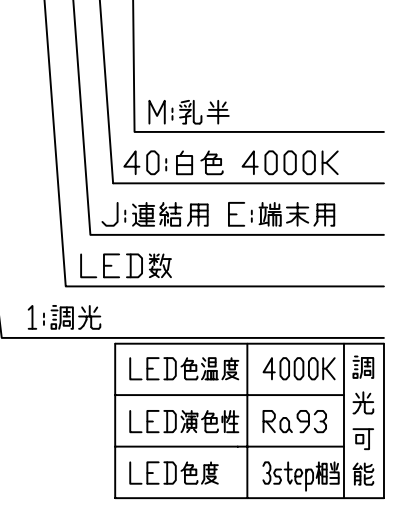 M:乳半
40:白色 4000K
J:連結用 E:端末用
LED数
1:調光
LED色温度 4000K 調光可能
LED演色性 Ra93
LED色度 3step相当